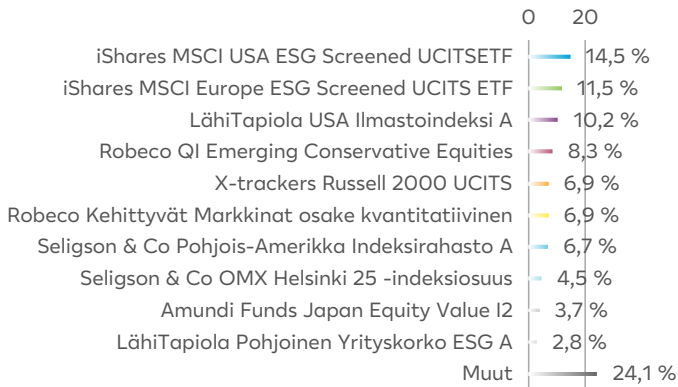 0 20
iShares MSCI USA ESG Screened UCITSETF 14,5 %
iShares MSCI Europe ESG Screened UCITS ETF 11,5 %
LähiTapiola USA Ilmastoindeksi A 10,2 %
Robeco QI Emerging Conservative Equities 8,3 %
X-trackers Russell 2000 UCITS 6,9 %
Robeco Kehittyvät Markkinat osake kvantitatiivinen 6,9 %
Seligson & Co Pohjois-Amerikka Indeksirahasto A 6,7 %
Seligson & Co OMX Helsinki 25 -indeksiosuus 4,5 %
Amundi Funds Japan Equity Value I2 3,7 %
LähiTapiola Pohjoinen Yrityskorko ESG A 2,8 %
Muut 24,1 %